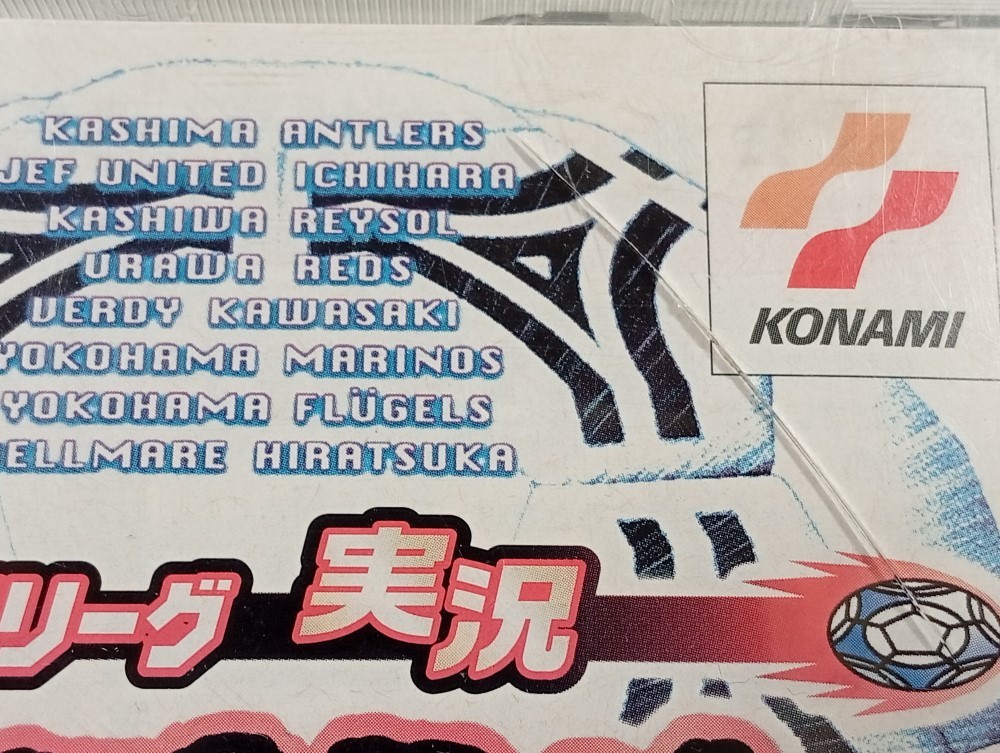 KASHIMA ANTLERS
JEF UNITED ICHIHARA
KASHIWA REYSOL
URAWA REDS
VERDY KAWASAKI
YOKOHAMA MARINOS
YOKOHAMA FLÜGELS
ELLMARE HIRATSUKA
KONAMI
リーグ 実況